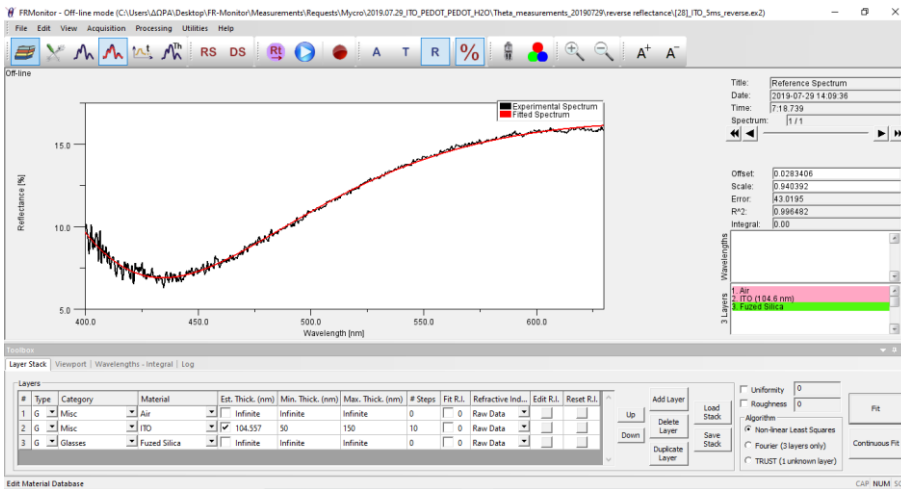 FRMonitor - Off-line mode (C:\Users\ΔΟΡΑ\Desktop\FR-Monitor\Measurements\Requests\Mycro\2019.07.29_ITO_PEDOT_PEDOT_H2O\Theta_measurements_20190729\reverse reflectance\[28]_ITO_5ms_reverse.ex2]
File Edit View Acquisition Processing Utilities Help
t Th RS DS Rt A T R % A+ A-
Off-line
Title: Reference Spectrum
Date: 2019-07-29 14:09:36
Time: 7:18.739
Spectrum: 1 / 1
Experimental Spectrum
Fitted Spectrum
15.0
10.0
5.0
Reflectance [%]
400.0 450.0 500.0 550.0 600.0
Wavelength [nm]
Offset: 0.0283406
Scale: 0.940392
Error: 43.0195
R^2: 0.996482
Integral: 0.00
Wavelengths
3 Layers
1. Air
2. ITO (104.6 nm)
3. Fuzed Silica
Toolbox
Layer Stack Viewport Wavelengths - Integral Log
Layers
# Type Category Material Est. Thick. (nm) Min. Thick. (nm) Max. Thick. (nm) # Steps Fit R.I. Refractive Ind... Edit R.I. Reset R.I.
1 G Misc Air Infinite Infinite Infinite 0 0 Raw Data
2 G Misc ITO 104.557 50 150 10 0 Raw Data
3 G Glasses Fuzed Silica Infinite Infinite Infinite 0 0 Raw Data
Up
Down
Add Layer
Delete Layer
Duplicate Layer
Load Stack
Save Stack
Uniformity 0
Roughness 0
Algorithm
Non-linear Least Squares
Fourier (3 layers only)
TRUST (1 unknown layer)
Fit
Continuous Fit
Edit Material Database
CAP NUM SC